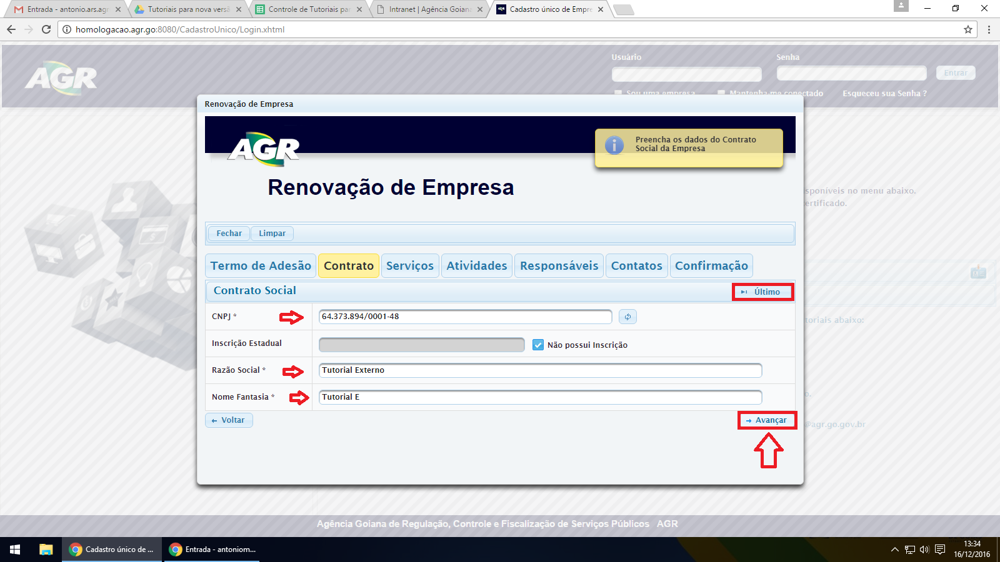 Entrada - antonio.ars.agr
Tutoriais para nova versã
Controle de Tutoriais pa
Intranet | Agência Goiana
Cadastro único de Empre
homologacao.agr.go:8080/CadastroUnico/Login.xhtml
AGR
Usuário
Senha
Entrar
Sou uma empresa
Mantenha-me conectado
Esqueceu sua Senha ?
Renovação de Empresa
AGR
Preencha os dados do Contrato
Social da Empresa
Renovação de Empresa
sponíveis no menu abaixo.
ertificado.
Fechar
Limpar
Termo de Adesão
Contrato
Serviços
Atividades
Responsáveis
Contatos
Confirmação
Contrato Social
Último
CNPJ *
64.373.894/0001-48
toriais abaixo:
Inscrição Estadual
Não possui Inscrição
Razão Social *
Tutorial Externo
Nome Fantasia *
Tutorial E
o.
Voltar
Avançar
@agr.go.gov.br
Agência Goiana de Regulação, Controle e Fiscalização de Serviços Públicos AGR
Cadastro único de ...
Entrada - antoniom...
13:34
16/12/2016